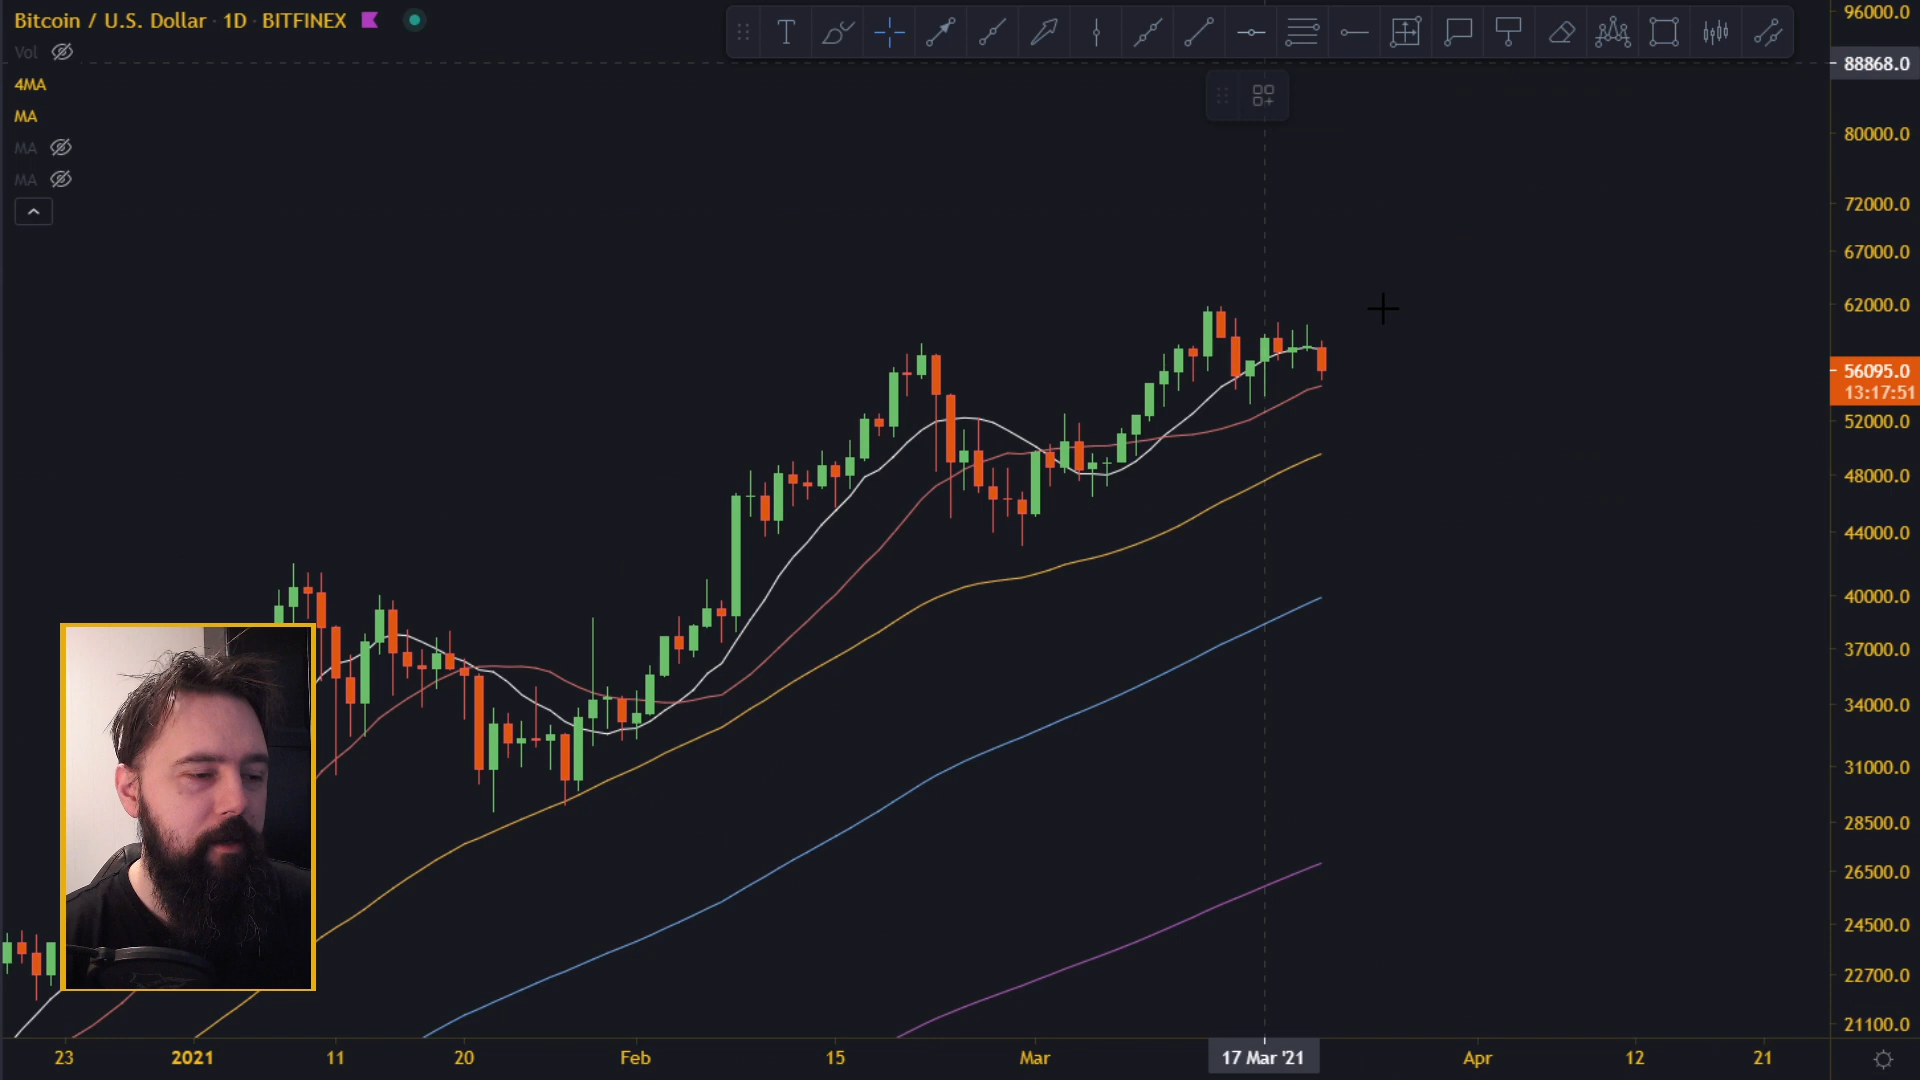 Bitcoin / U.S. Dollar · 1D · BITFINEX
Vol
4MA
MA
MA
MA
T
96000.0
88868.0
80000.0
72000.0
67000.0
62000.0
56095.0
13:17:51
52000.0
48000.0
44000.0
40000.0
37000.0
34000.0
31000.0
28500.0
26500.0
24500.0
22700.0
21100.0
23 2021 11 20 Feb 15 Mar 17 Mar '21 Apr 12 21